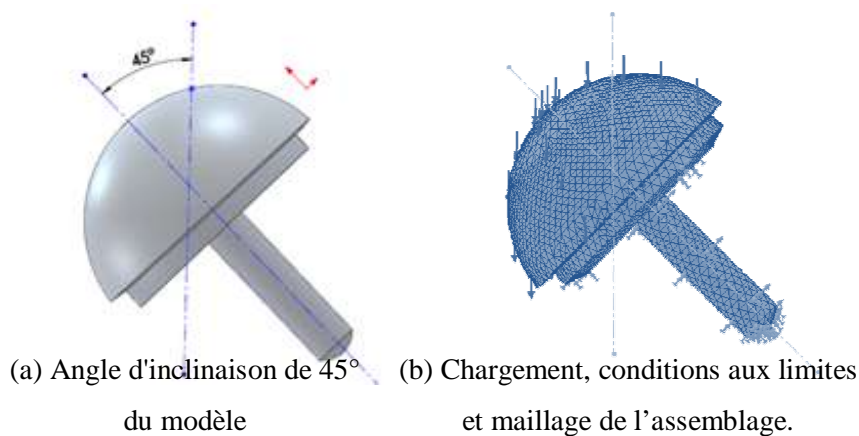 45°
(a) Angle d'inclinaison de 45°
du modèle
(b) Chargement, conditions aux limites
et maillage de l'assemblage.